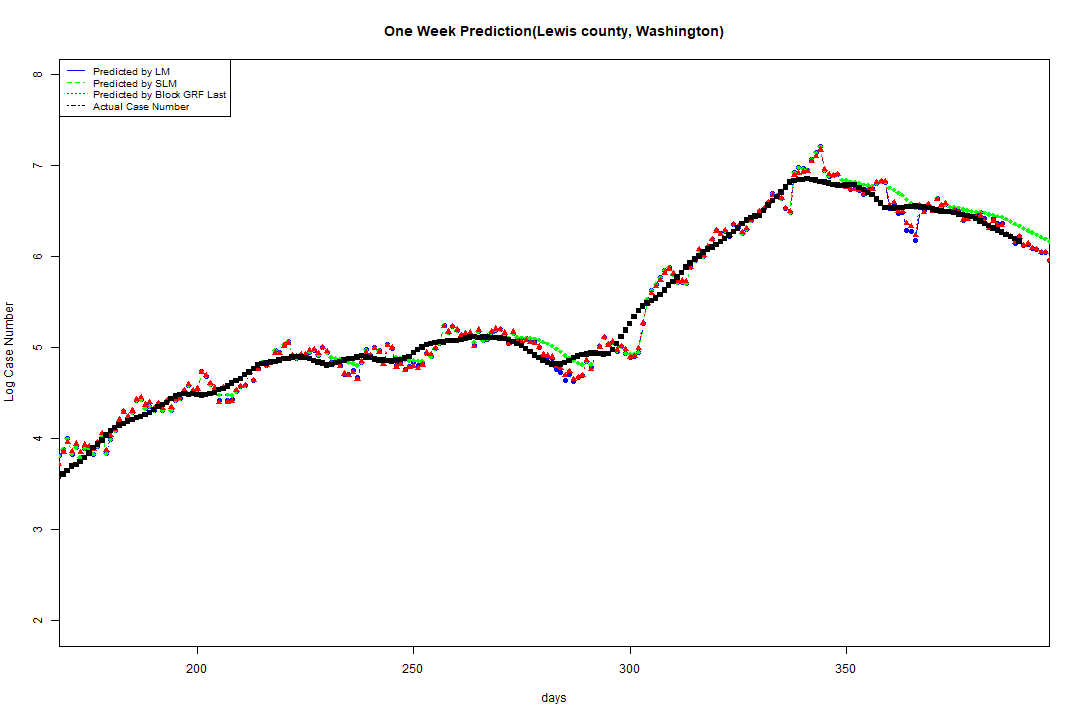 One Week Prediction(Lewis county, Washington)
Predicted by LM
Predicted by SLM
Predicted by Block GRF Last
Actual Case Number
8
7
6
5
4
3
2
Log Case Number
200
250
300
350
days